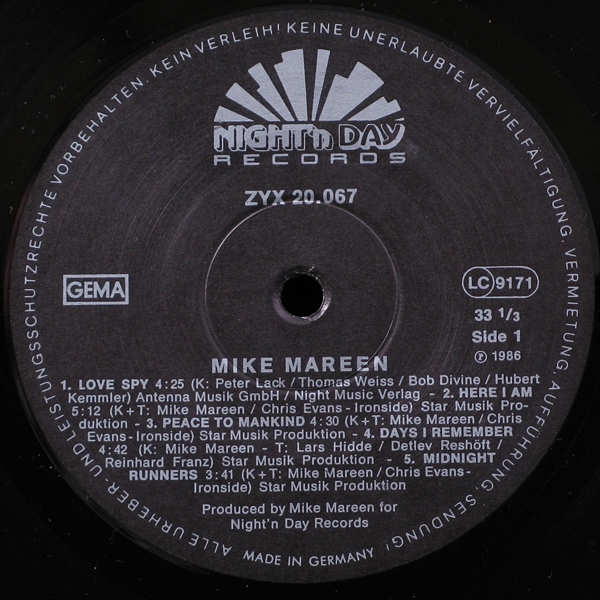 ALLE URHEBER- UND LEISTUNGSSCHUTZRECHTE VORBEHALTEN. KEIN VERLEIH! KEINE UNERLAUBTE VERVIELFÄLTIGUNG, VERMIETUNG, AUFFÜHRUNG, SENDUNG!
NIGHT'n DAY
RECORDS
ZYX 20.067
GEMA
LC 9171
33 1/3
Side 1
Ⓟ 1986
MIKE MAREEN
1. LOVE SPY 4:25 (K: Peter Lack / Thomas Weiss / Bob Divine / Hubert
Kemmler) Antenna Musik GmbH / Night Music Verlag - 2. HERE I AM
5:12 (K+T: Mike Mareen / Chris Evans-Ironside) Star Musik Pro-
duktion - 3. PEACE TO MANKIND 4:30 (K+T: Mike Mareen / Chris
Evans-Ironside) Star Musik Produktion - 4. DAYS I REMEMBER
4:42 (K: Mike Mareen - T: Lars Hidde / Detlev Reshöft /
Reinhard Franz) Star Musik Produktion - 5. MIDNIGHT
RUNNERS 3:41 (K+T: Mike Mareen / Chris Evans-
Ironside) Star Musik Produktion
Produced by Mike Mareen for
Night'n Day Records
MADE IN GERMANY